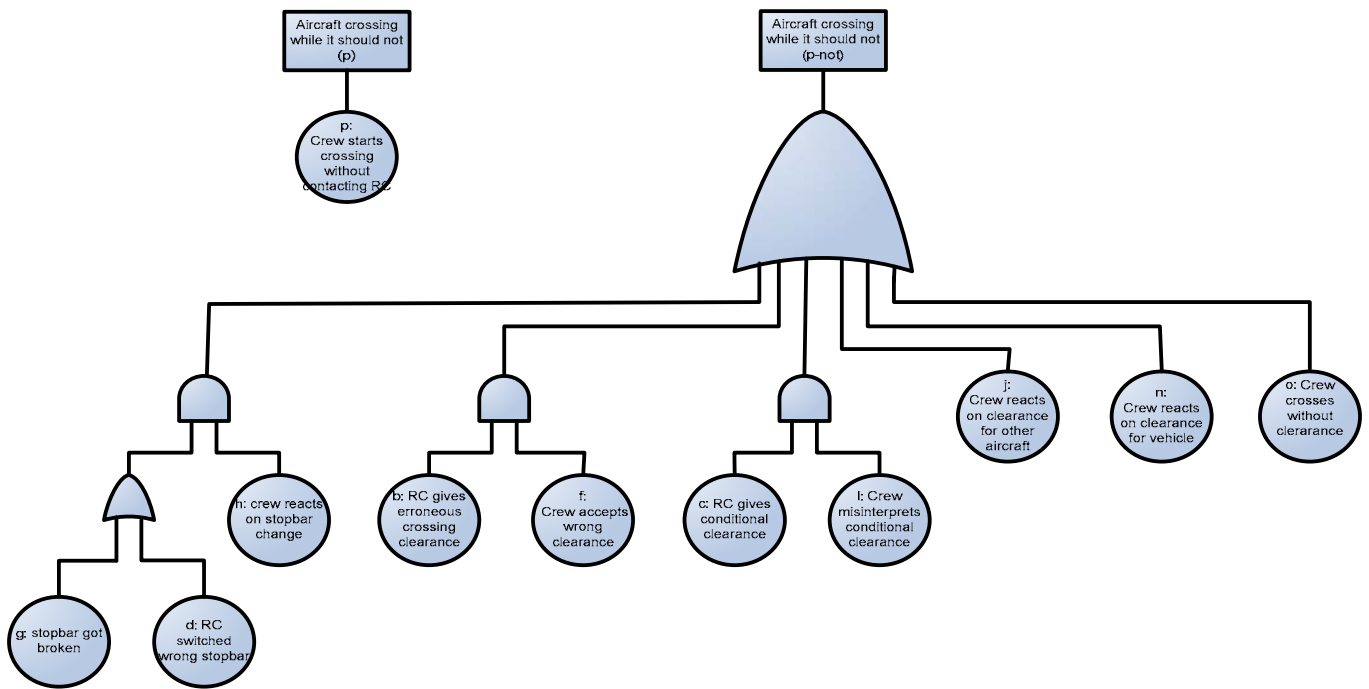 Aircraft crossing
while it should not
(p)
Aircraft crossing
while it should not
(p-not)
p:
Crew starts
crossing
without
contacting RC
j:
Crew reacts
on clearance
for other
aircraft
n:
Crew reacts
on clearance
for vehicle
o: Crew
crosses
without
clerarance
h: crew reacts
on stopbar
change
b: RC gives
erroneous
crossing
clearance
f:
Crew accepts
wrong
clearance
c: RC gives
conditional
clearance
l: Crew
misinterprets
conditional
clearance
g: stopbar got
broken
d: RC
switched
wrong stopbar